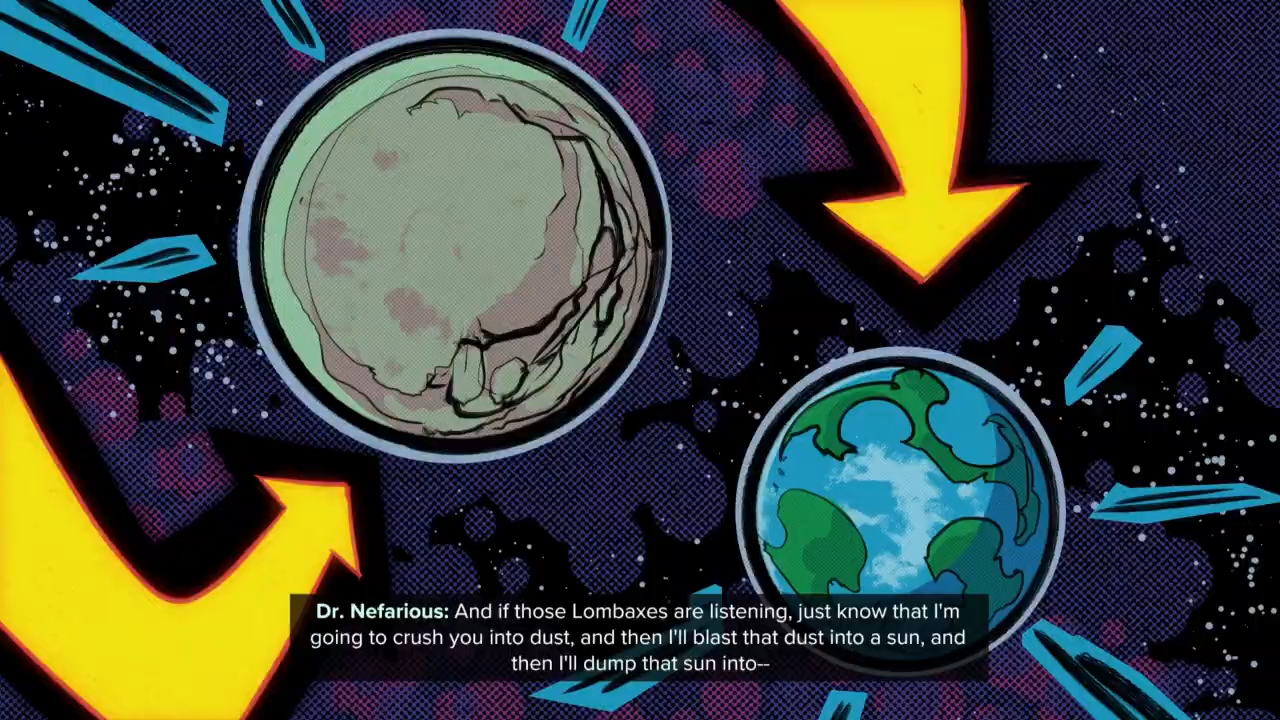 Dr. Nefarious: And if those Lombaxes are listening, just know that I'm
going to crush you into dust, and then I'll blast that dust into a sun, and
then I'll dump that sun into--